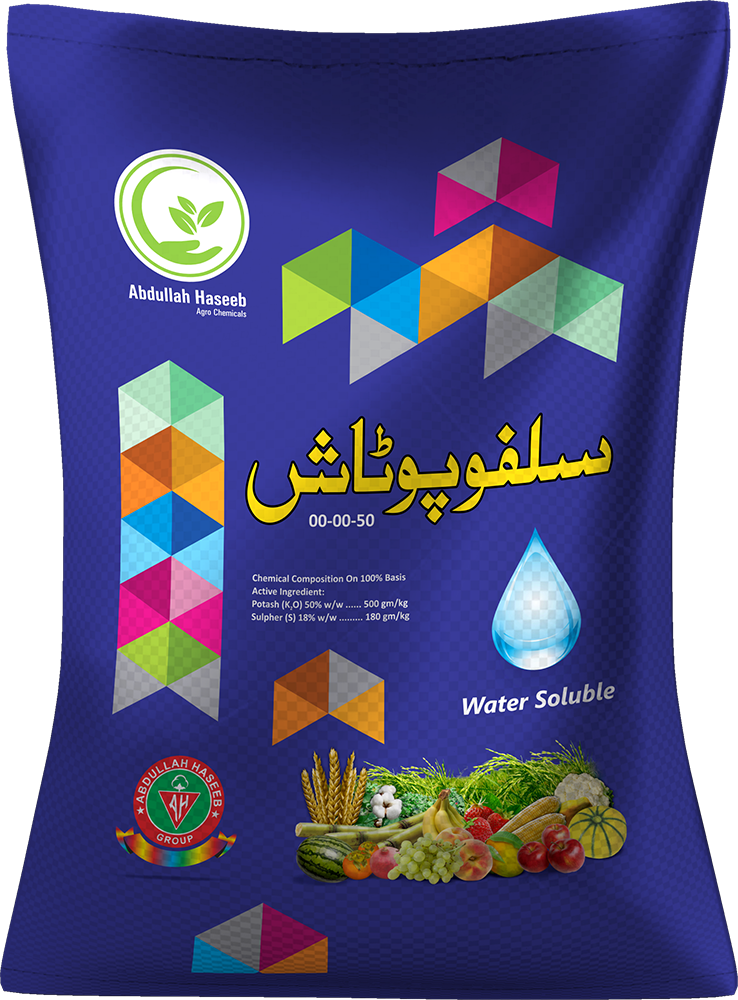 Abdullah Haseeb
Agro Chemicals
سلفوپوٹاش
00-00-50
Chemical Composition On 100% Basis
Active Ingredient:
Potash (K₂O) 50% w/w ...... 500 gm/kg
Sulpher (S) 18% w/w ......... 180 gm/kg
Water Soluble
ABDULLAH HASEEB
AH
GROUP